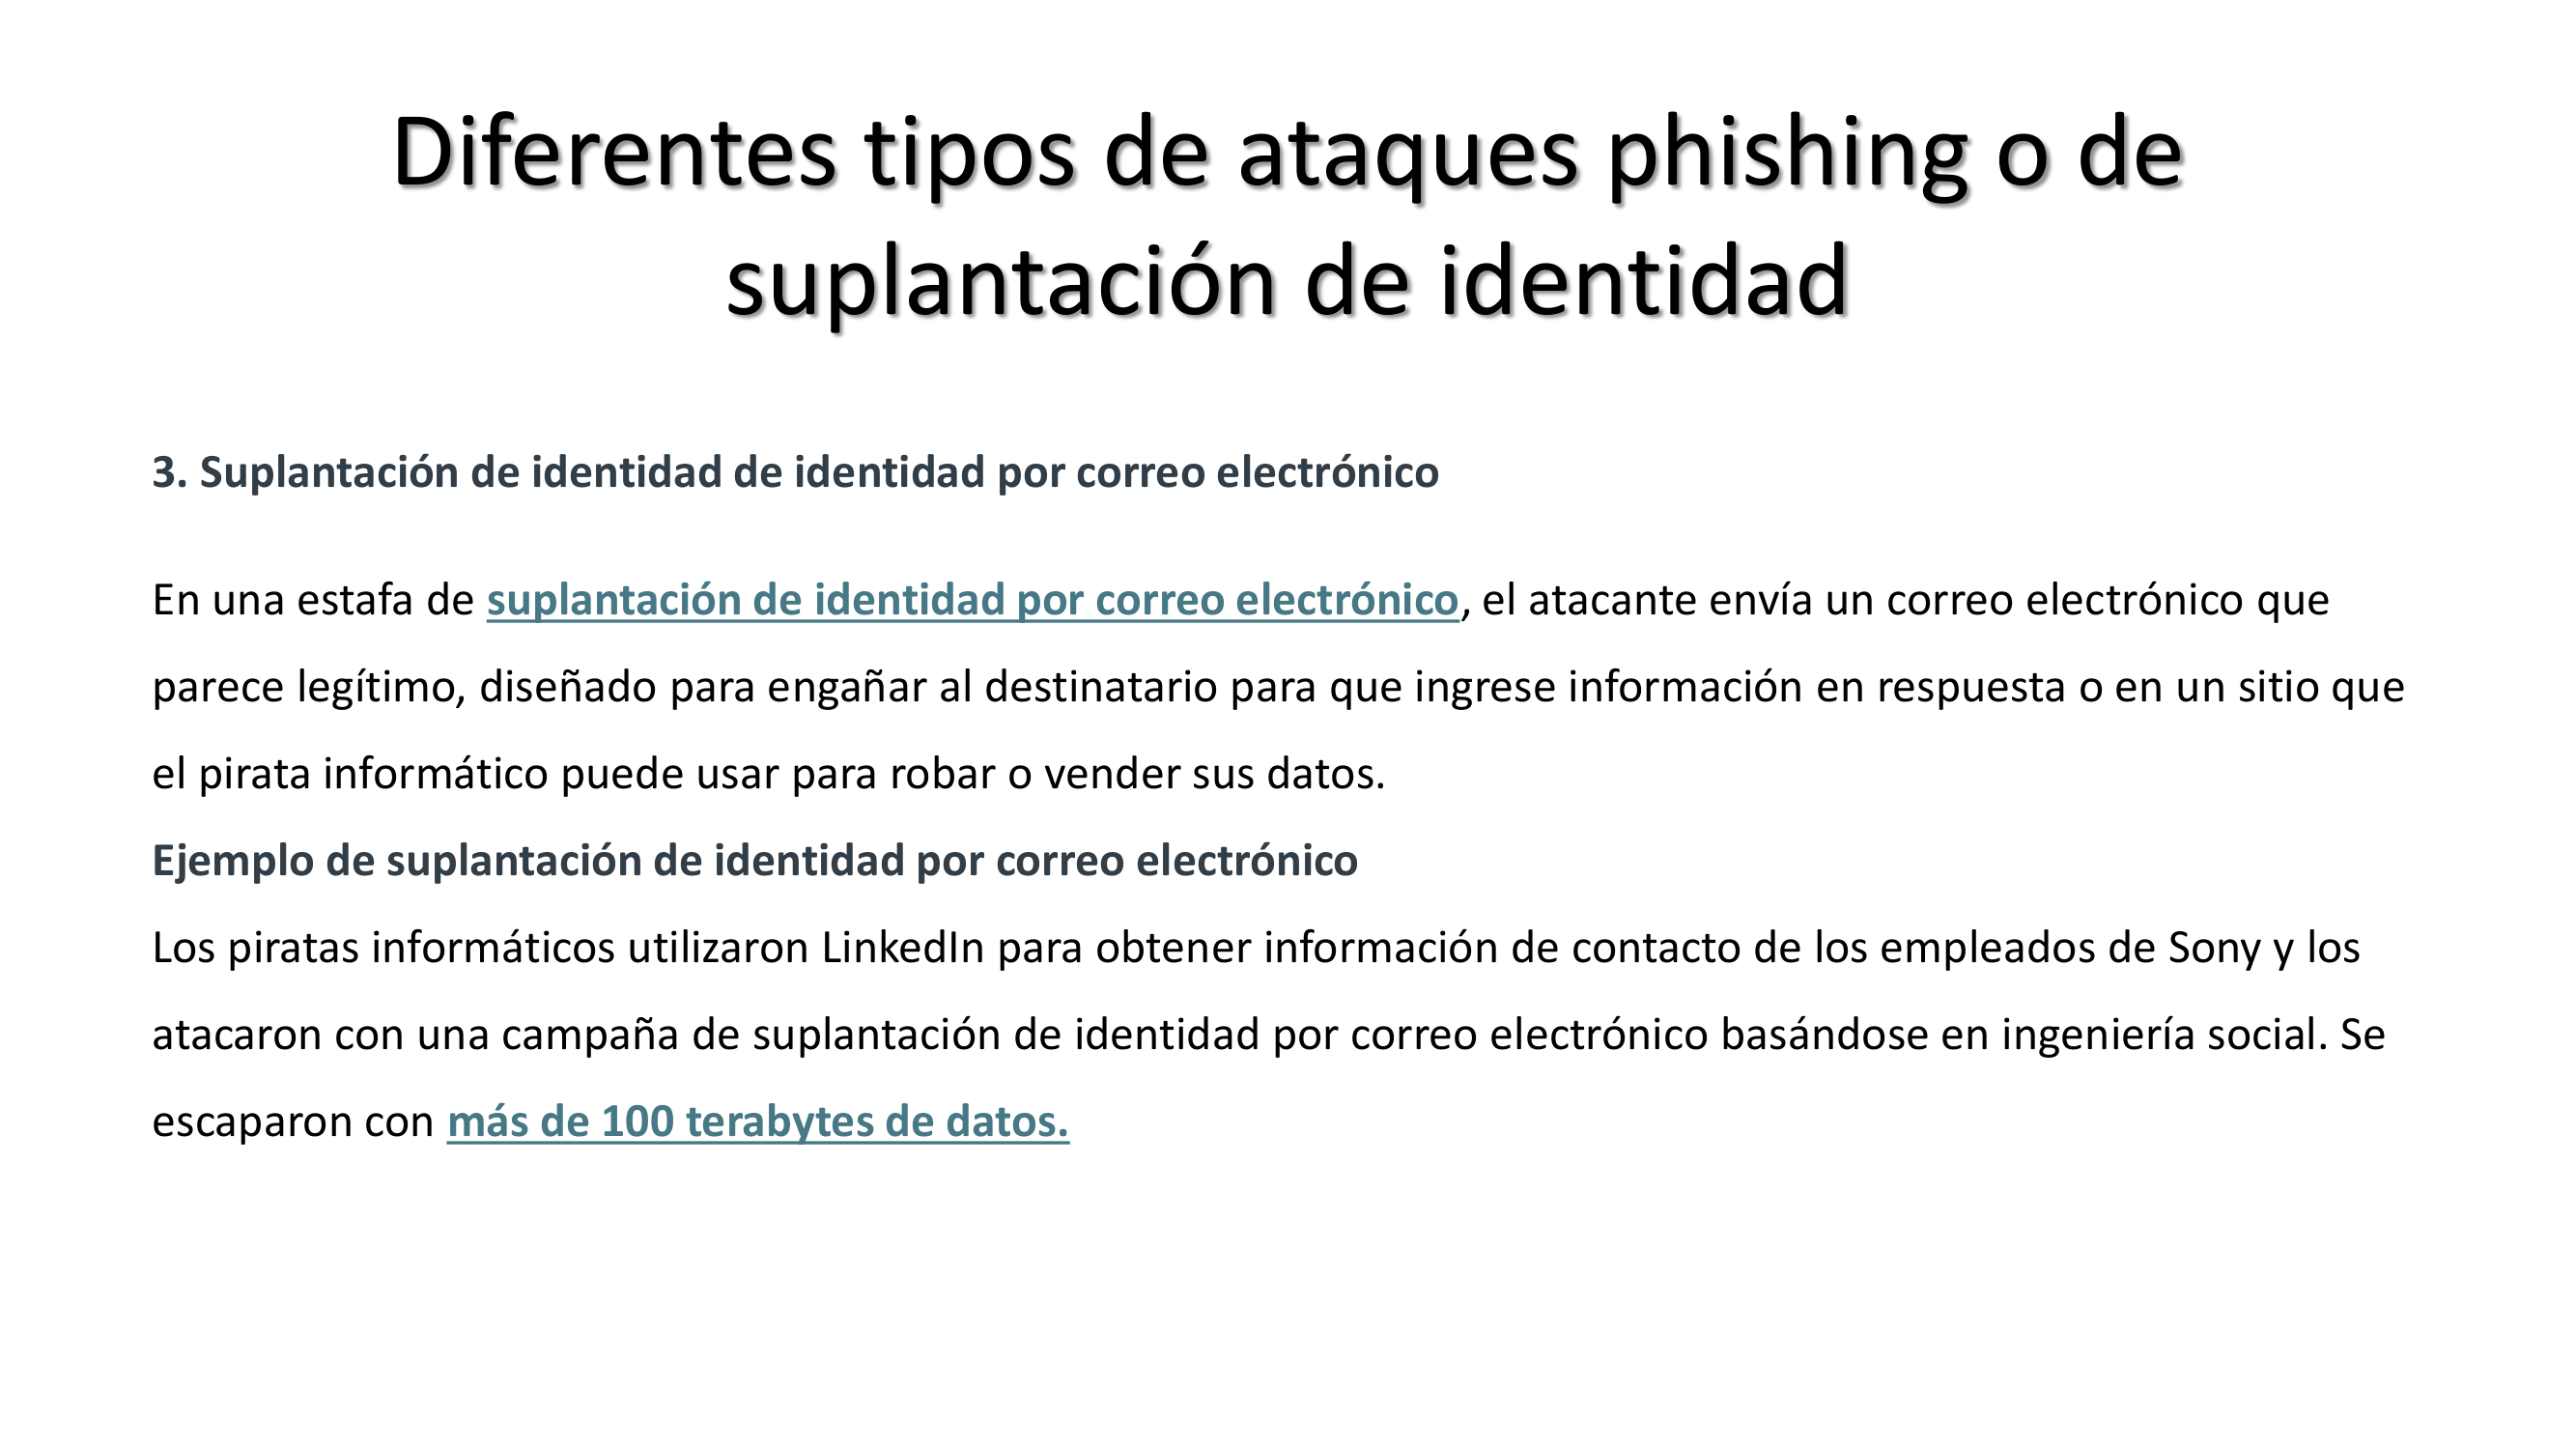 Diferentes tipos de ataques phishing o de
suplantación de identidad
3. Suplantación de identidad de identidad por correo electrónico
En una estafa de suplantación de identidad por correo electrónico, el atacante envía un correo electrónico que
parece legítimo, diseñado para engañar al destinatario para que ingrese información en respuesta o en un sitio que
el pirata informático puede usar para robar o vender sus datos.
Ejemplo de suplantación de identidad por correo electrónico
Los piratas informáticos utilizaron LinkedIn para obtener información de contacto de los empleados de Sony y los
atacaron con una campaña de suplantación de identidad por correo electrónico basándose en ingeniería social. Se
escaparon con más de 100 terabytes de datos.